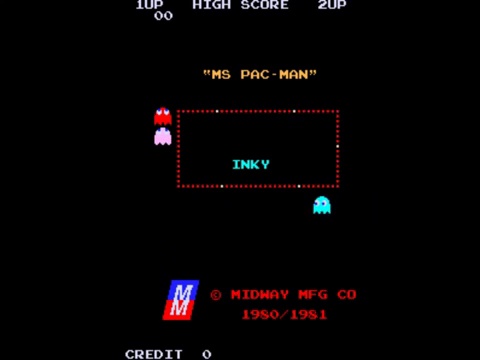 1UP HIGH SCORE 2UP
00
"MS PAC-MAN"
INKY
MM
© MIDWAY MFG CO
1980/1981
CREDIT 0